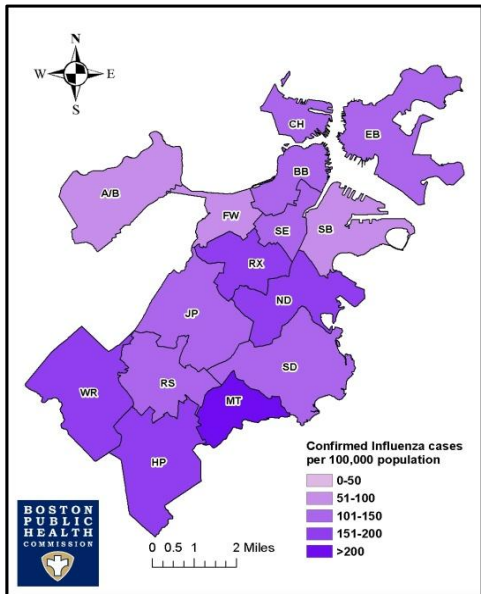 N
W E
S
CH
EB
BB
A/B
FW
SE
SB
RX
ND
JP
SD
WR
RS
MT
HP
Confirmed Influenza cases
per 100,000 population
0-50
51-100
101-150
151-200
>200
BOSTON
PUBLIC
HEALTH
COMMISSION
0 0.5 1 2 Miles